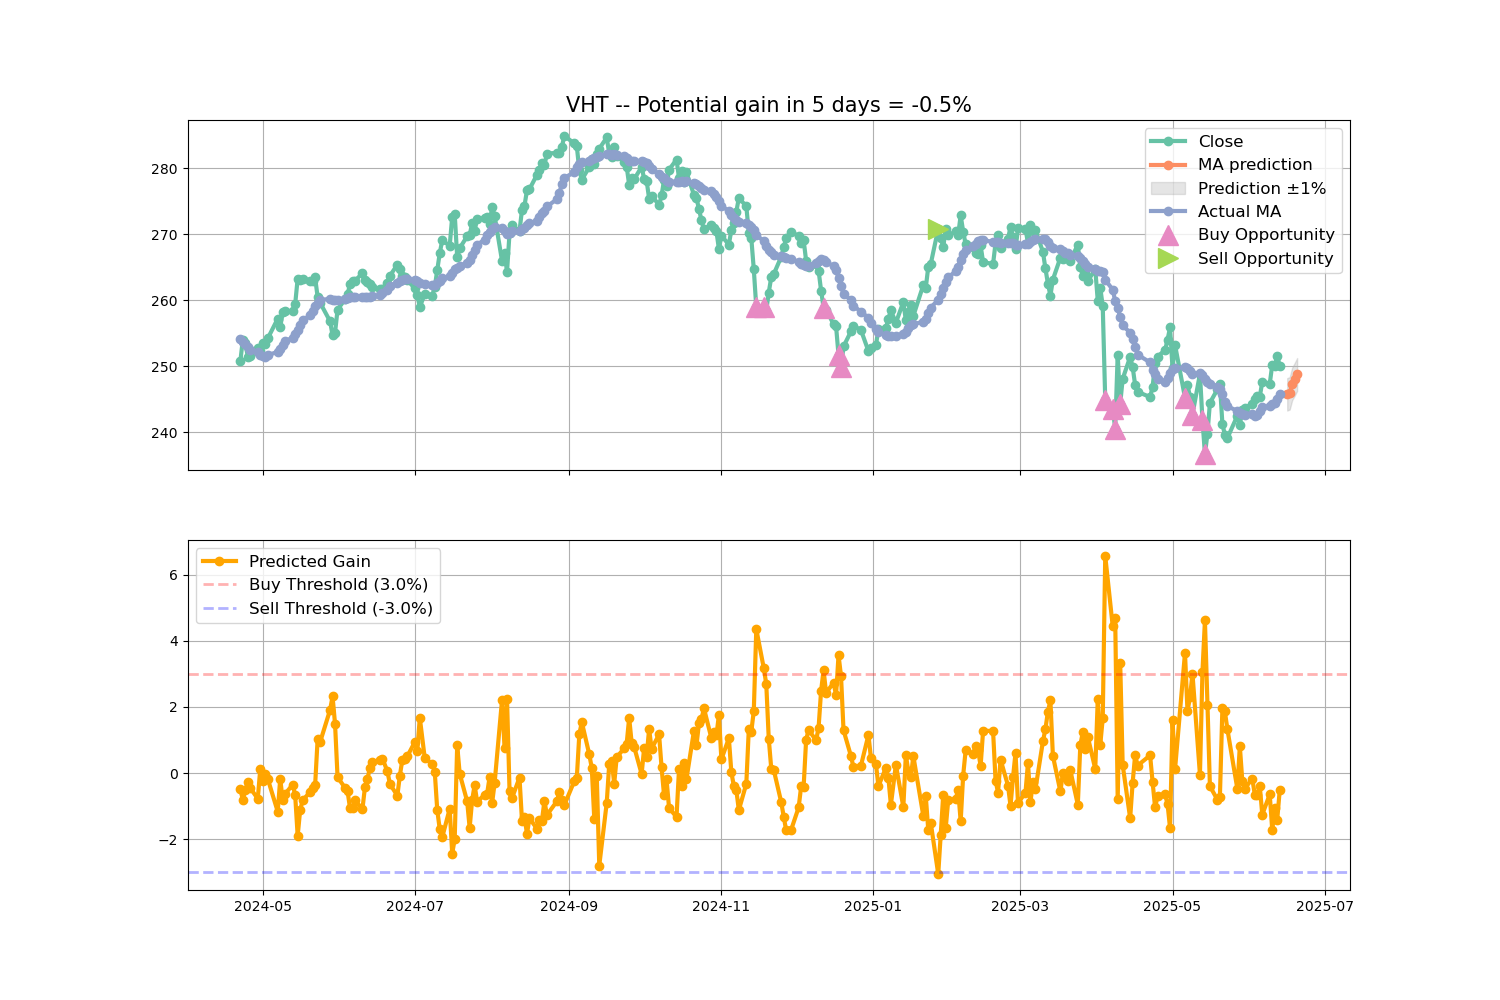 VHT -- Potential gain in 5 days = -0.5%
280
270
260
250
240
Close
MA prediction
Prediction ±1%
Actual MA
Buy Opportunity
Sell Opportunity
6
4
2
0
−2
Predicted Gain
Buy Threshold (3.0%)
Sell Threshold (-3.0%)
2024-05 2024-07 2024-09 2024-11 2025-01 2025-03 2025-05 2025-07